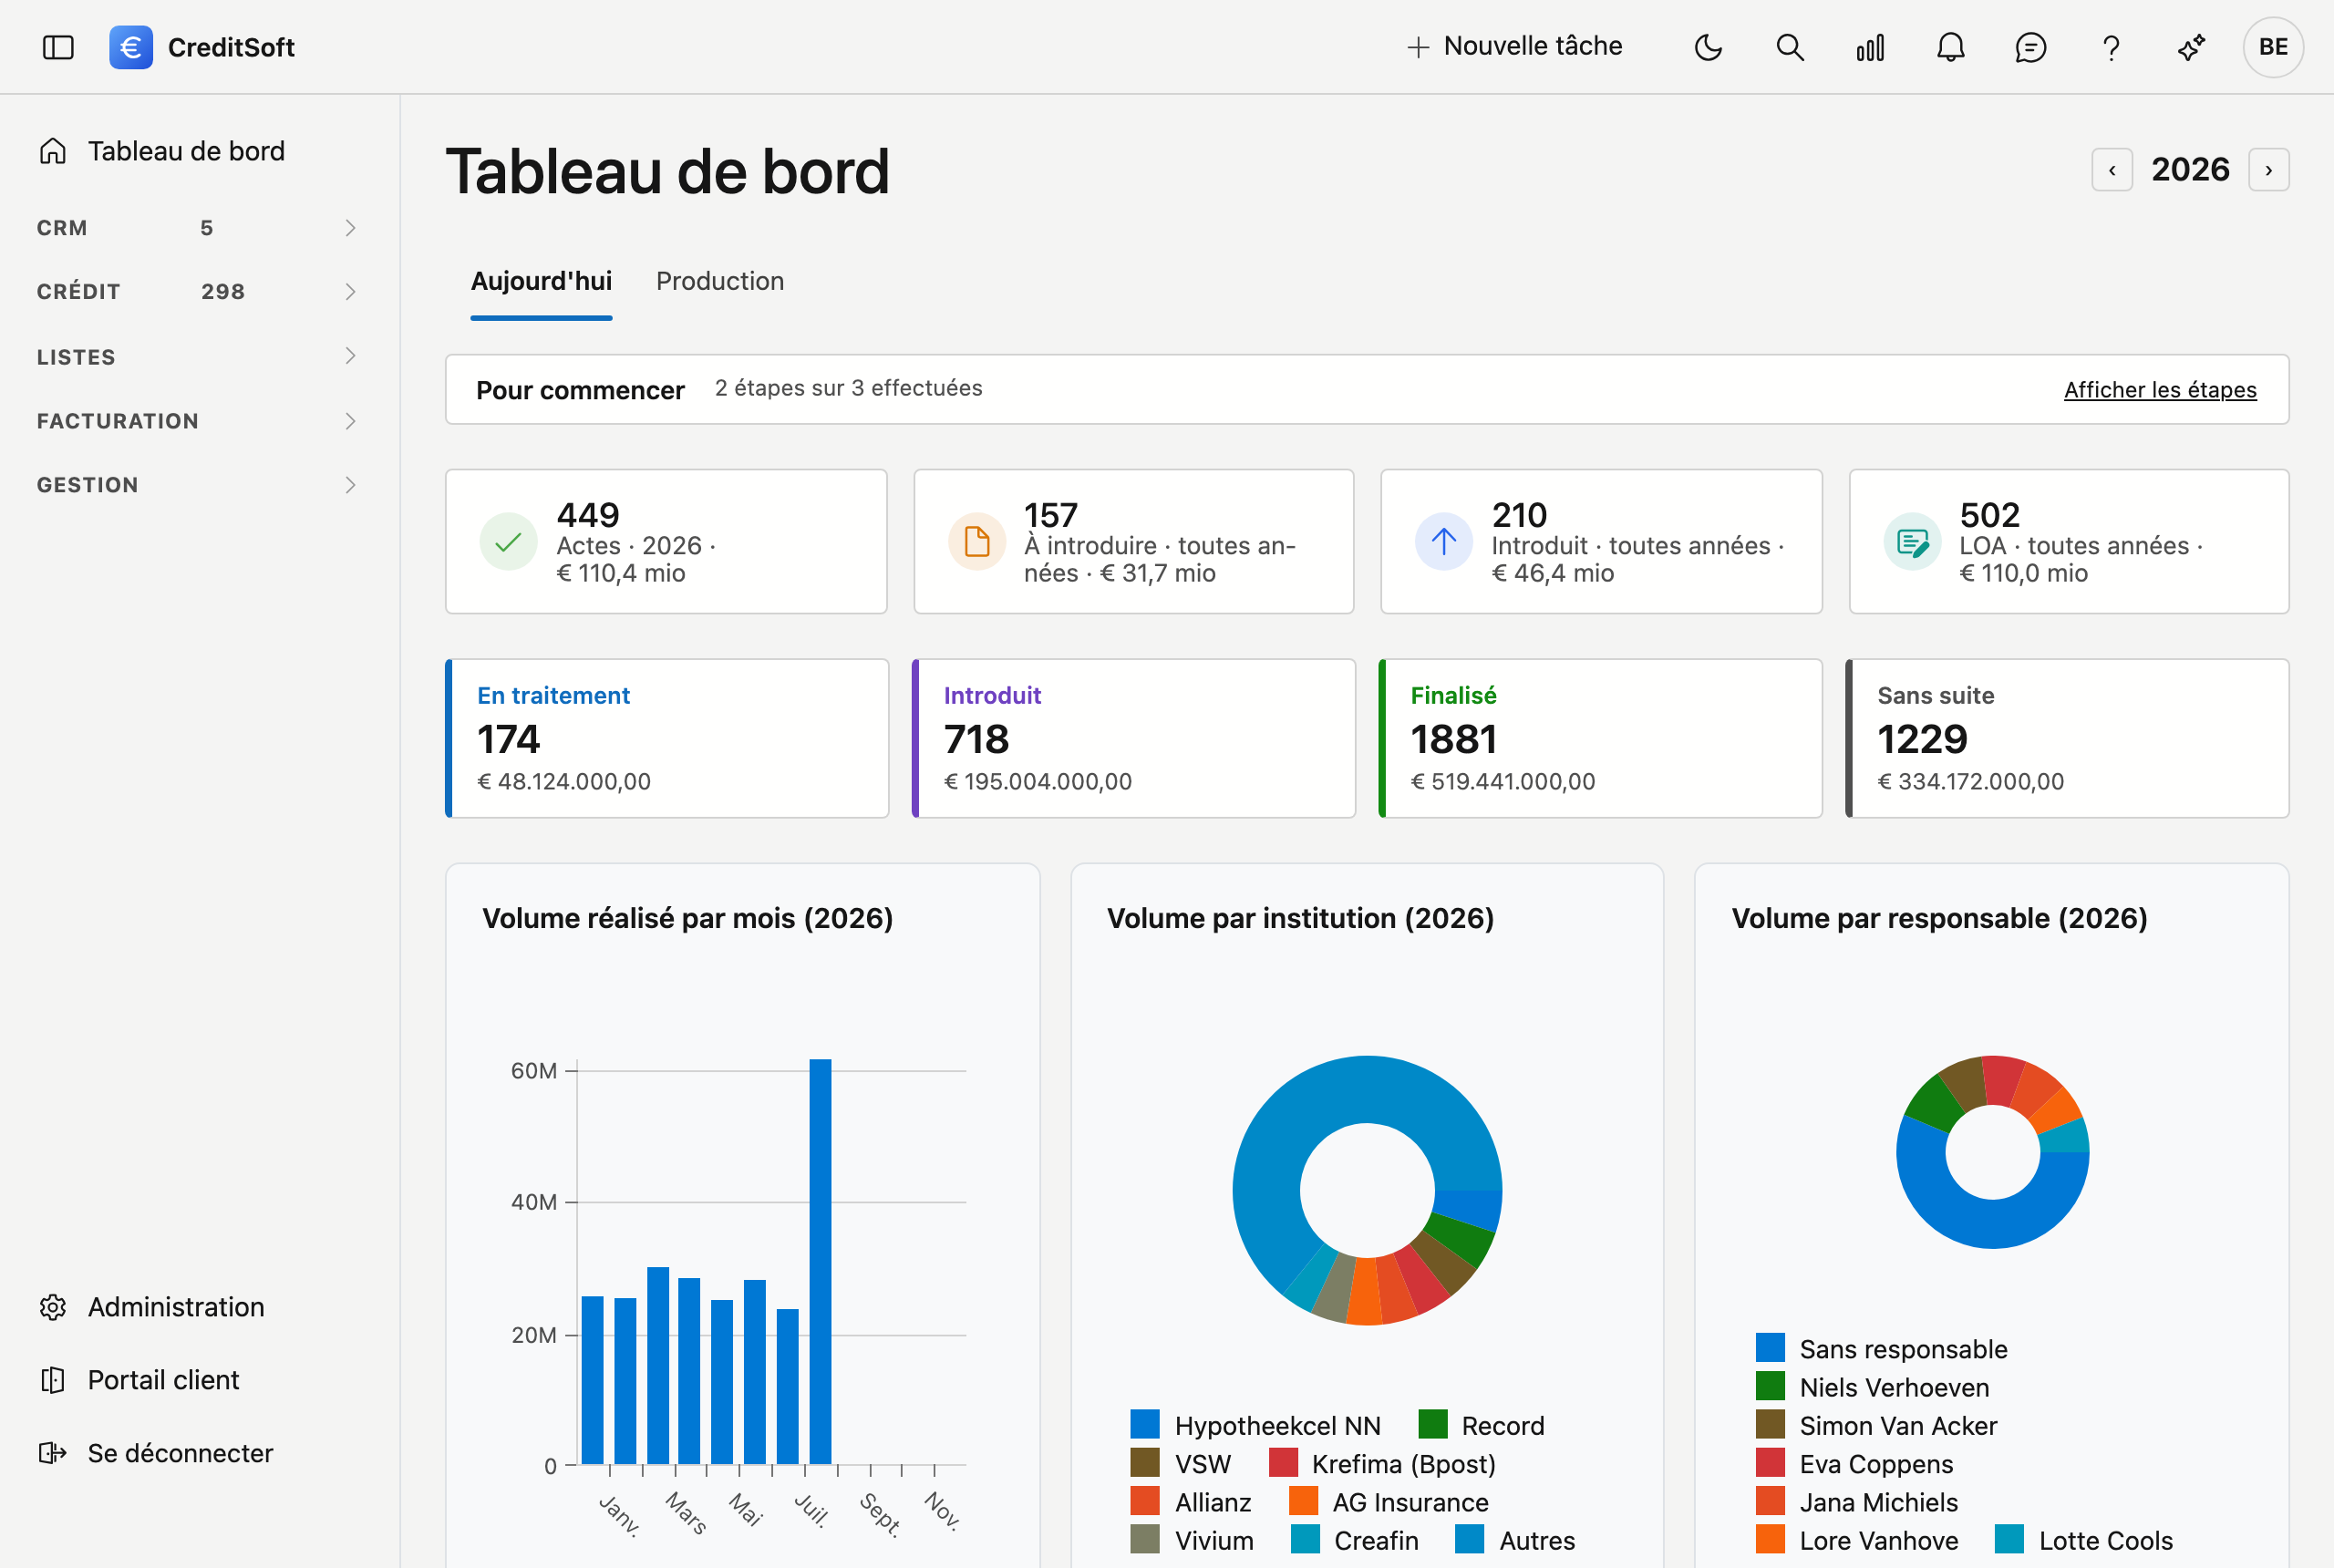 € CreditSoft
Nouvelle tâche
BE
Tableau de bord
CRM 5
CRÉDIT 298
LISTES
FACTURATION
GESTION
Administration
Portail client
Se déconnecter
Tableau de bord
‹ 2026 ›
Aujourd'hui Production
Pour commencer 2 étapes sur 3 effectuées Afficher les étapes
449
Actes · 2026 ·
€ 110,4 mio
157
À introduire · toutes an-
nées · € 31,7 mio
210
Introduit · toutes années ·
€ 46,4 mio
502
LOA · toutes années ·
€ 110,0 mio
En traitement
174
€ 48.124.000,00
Introduit
718
€ 195.004.000,00
Finalisé
1881
€ 519.441.000,00
Sans suite
1229
€ 334.172.000,00
Volume réalisé par mois (2026)
60M
40M
20M
0
Janv. Mars Mai Juil. Sept. Nov.
Volume par institution (2026)
Hypotheekcel NN Record
VSW Krefima (Bpost)
Allianz AG Insurance
Vivium Creafin Autres
Volume par responsable (2026)
Sans responsable
Niels Verhoeven
Simon Van Acker
Eva Coppens
Jana Michiels
Lore Vanhove Lotte Cools